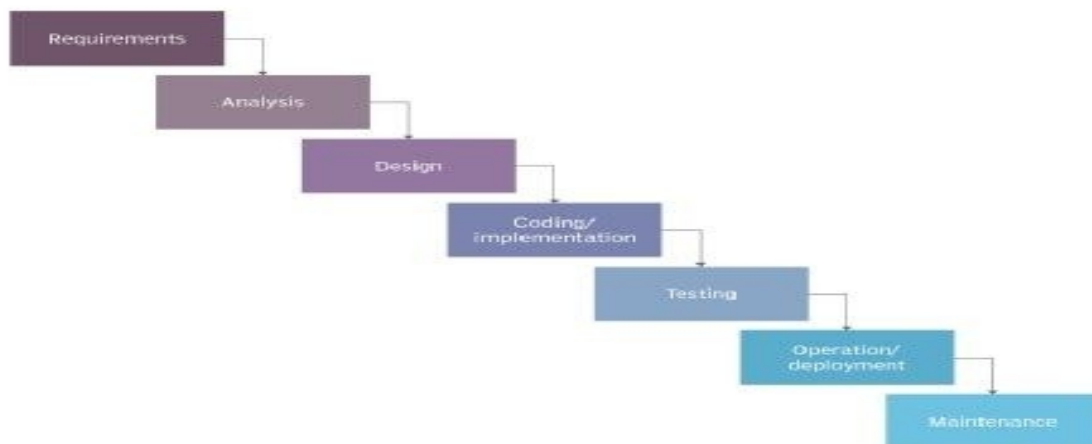 Requirements
Analysis
Design
Coding/
implementation
Testing
Operation/
deployment
Maintenance